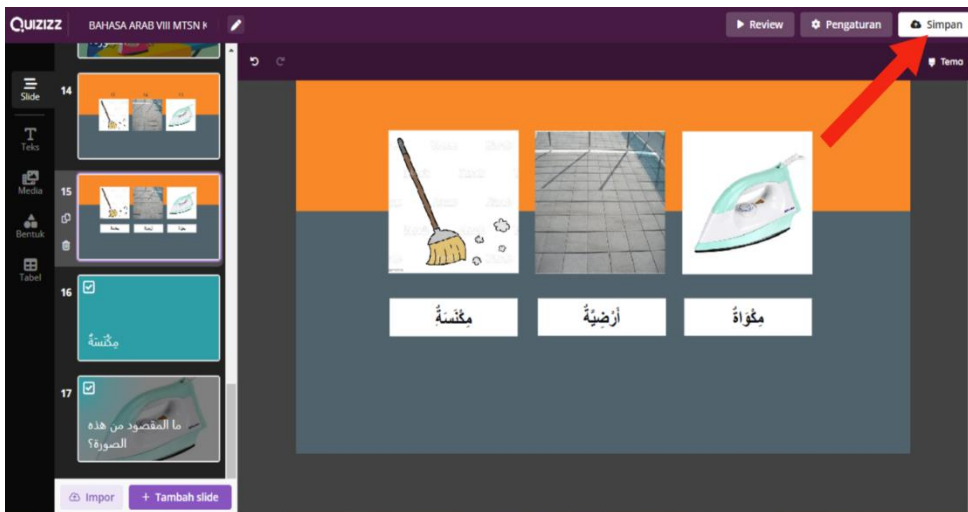 QUIZIZZ
BAHASA ARAB VIII MTSN K
Review
Pengaturan
Simpan
Tema
Slide
Teks
Media
Bentuk
Tabel
14
15
16
مِكْنَسَةٌ
17
ما المقصود من هذه
الصورة؟
Impor
+ Tambah slide
مِكْنَسَةٌ
أَرْضِيَّةٌ
مِكْوَاةٌ